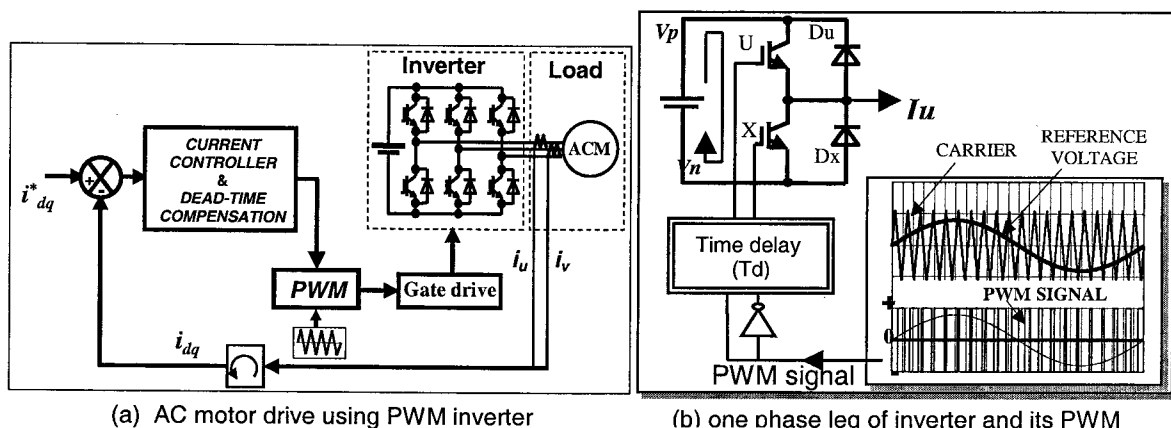 Inverter
Load
ACM
CURRENT
CONTROLLER
&
DEAD-TIME
COMPENSATION
+
-
i*dq
iu
iv
PWM
Gate drive
idq
(a) AC motor drive using PWM inverter
Vp
U
Du
Iu
X
Dx
Vn
REFERENCE
VOLTAGE
CARRIER
Time delay
(Td)
PWM SIGNAL
+
0
-
PWM signal
(b) one phase leg of inverter and its PWM